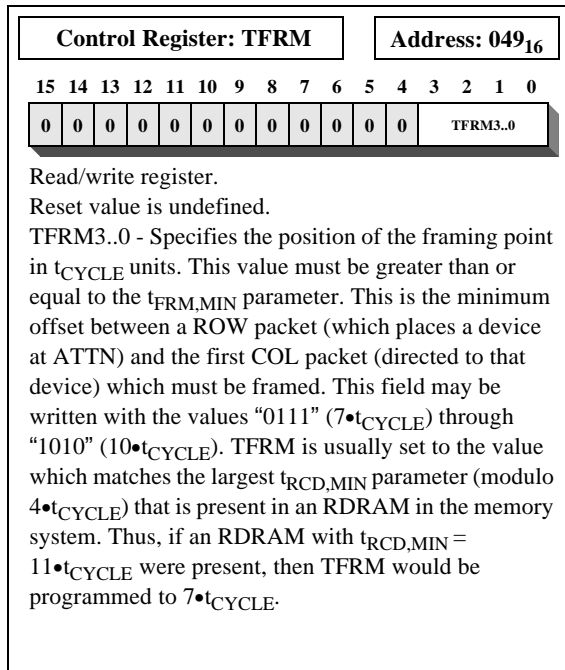 Control Register: TFRM
Address: 049₁₆
15 14 13 12 11 10 9 8 7 6 5 4 3 2 1 0
0 0 0 0 0 0 0 0 0 0 0 0 TFRM3..0
Read/write register.
Reset value is undefined.
TFRM3..0 - Specifies the position of the framing point
in tCYCLE units. This value must be greater than or
equal to the tFRM,MIN parameter. This is the minimum
offset between a ROW packet (which places a device
at ATTN) and the first COL packet (directed to that
device) which must be framed. This field may be
written with the values “0111” (7•tCYCLE) through
“1010” (10•tCYCLE). TFRM is usually set to the value
which matches the largest tRCD,MIN parameter (modulo
4•tCYCLE) that is present in an RDRAM in the memory
system. Thus, if an RDRAM with tRCD,MIN =
11•tCYCLE were present, then TFRM would be
programmed to 7•tCYCLE.